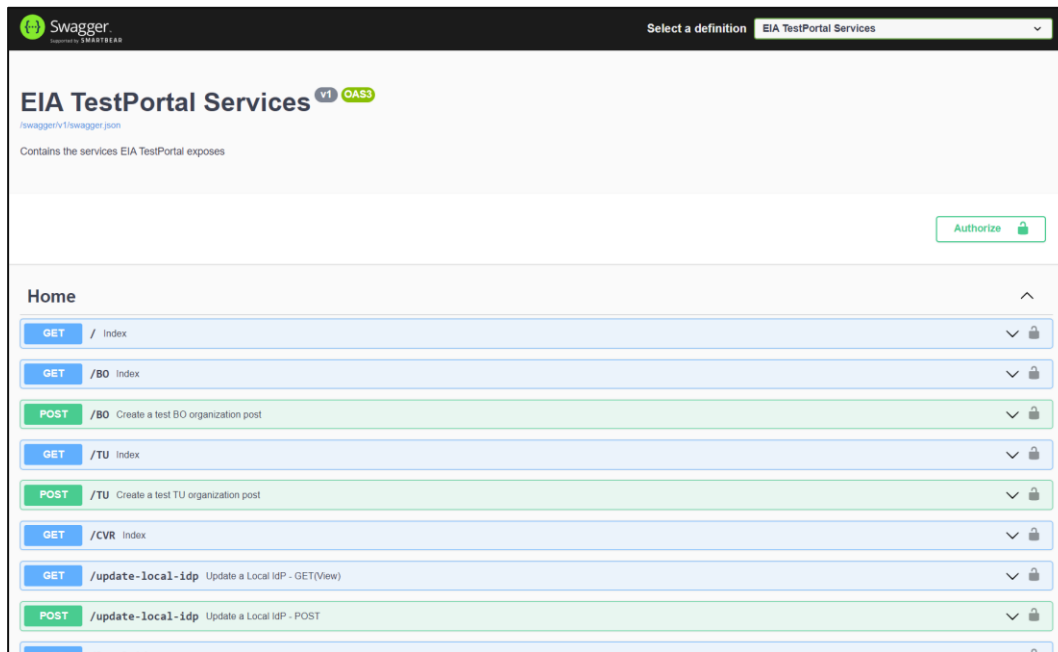 Swagger.
Supported by SMARTBEAR
Select a definition EIA TestPortal Services
EIA TestPortal Services v1 OAS3
/swagger/v1/swagger.json
Contains the services EIA TestPortal exposes
Authorize
Home
GET / Index
GET /BO Index
POST /BO Create a test BO organization post
GET /TU Index
POST /TU Create a test TU organization post
GET /CVR Index
GET /update-local-idp Update a Local IdP - GET(View)
POST /update-local-idp Update a Local IdP - POST